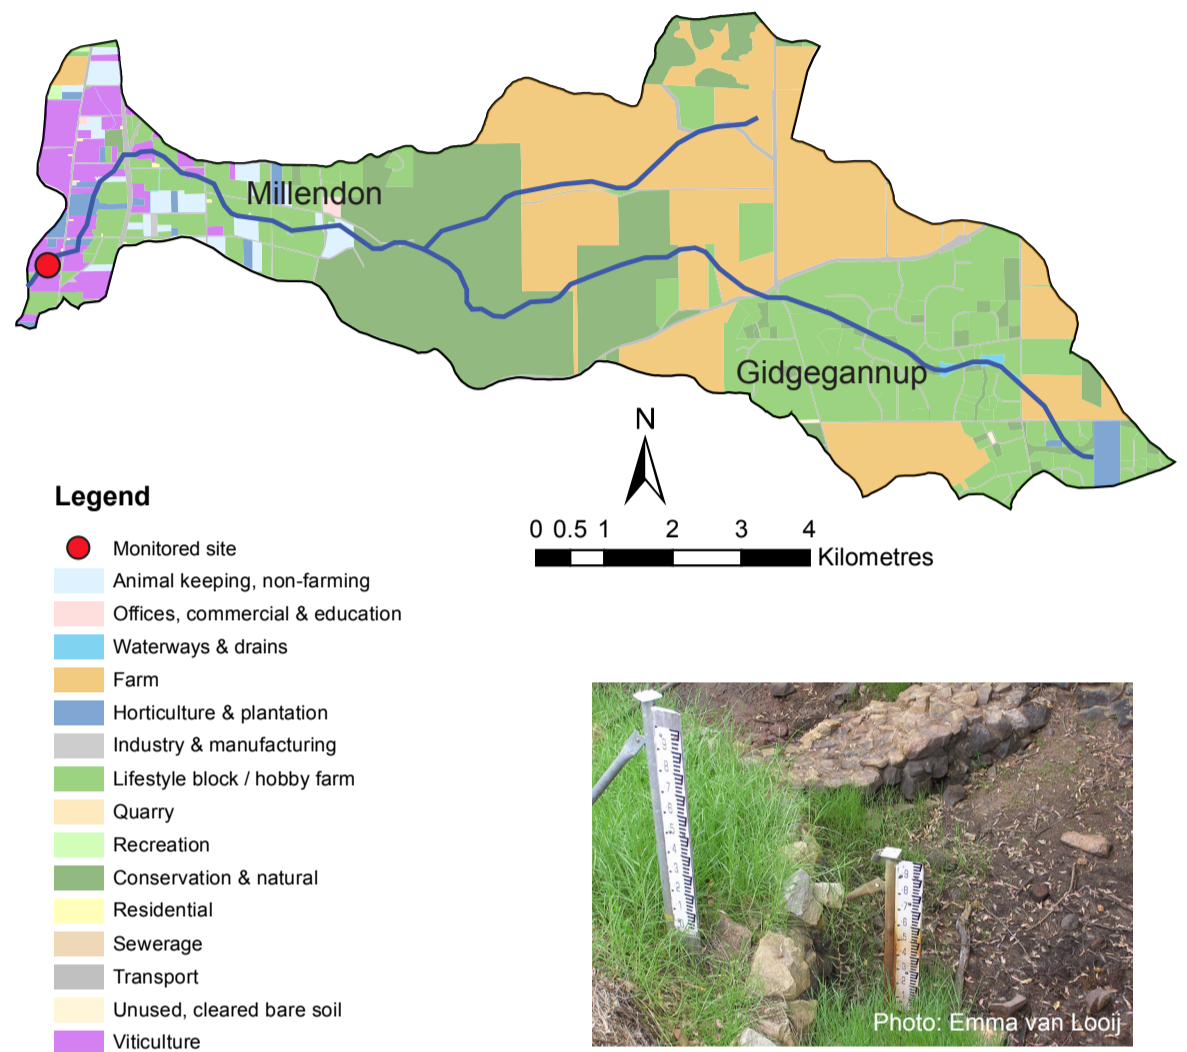 Millendon
Gidgegannup
N
0 0.5 1 2 3 4
Kilometres
Legend
Monitored site
Animal keeping, non-farming
Offices, commercial & education
Waterways & drains
Farm
Horticulture & plantation
Industry & manufacturing
Lifestyle block / hobby farm
Quarry
Recreation
Conservation & natural
Residential
Sewerage
Transport
Unused, cleared bare soil
Viticulture
Photo: Emma van Looij